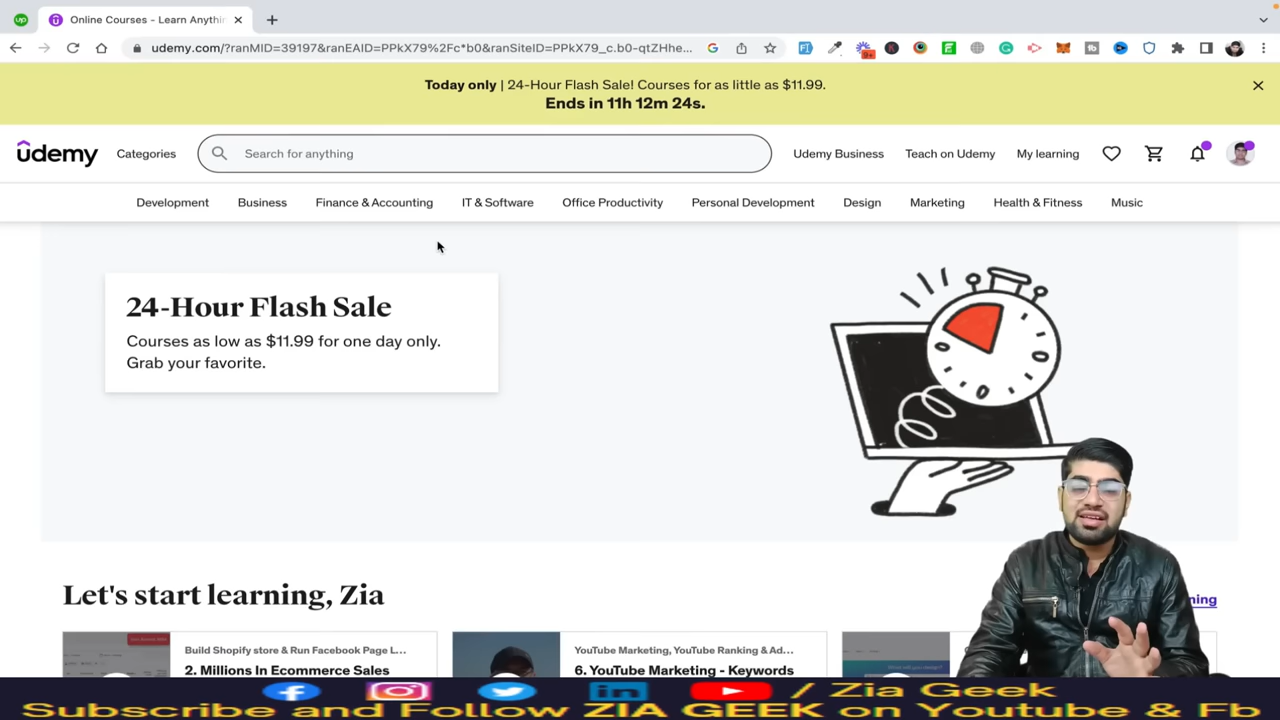 Online Courses - Learn Anythi
udemy.com/?ranMID=39197&ranEAID=PPkX79%2Fc*b0&ranSiteID=PPkX79_c.b0-qtZHhe...
Today only | 24-Hour Flash Sale! Courses for as little as $11.99.
Ends in 11h 12m 24s.
udemy
Categories
Search for anything
Udemy Business
Teach on Udemy
My learning
Development
Business
Finance & Accounting
IT & Software
Office Productivity
Personal Development
Design
Marketing
Health & Fitness
Music
24-Hour Flash Sale
Courses as low as $11.99 for one day only.
Grab your favorite.
Let's start learning, Zia
ning
Build Shopify store & Run Facebook Page L...
2. Millions In Ecommerce Sales
YouTube Marketing, YouTube Ranking & Ad...
6. YouTube Marketing - Keywords
/ Zia Geek
Subscribe and Follow ZIA GEEK on Youtube & Fb